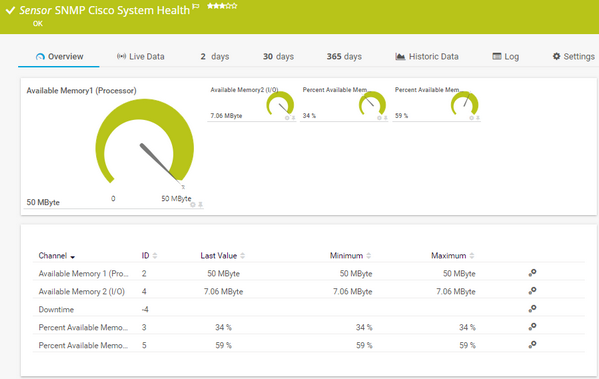 Sensor SNMP Cisco System Health
OK
Overview Live Data 2 days 30 days 365 days Historic Data Log Settings
Available Memory1 (Processor)
0 50 MByte
50 MByte
Available Memory2 (I/O)
7.06 MByte
Percent Available Mem...
34 %
Percent Available Mem...
59 %
Channel ID Last Value Minimum Maximum
Available Memory 1 (Pro... 2 50 MByte 50 MByte 50 MByte
Available Memory 2 (I/O) 4 7.06 MByte 7.06 MByte 7.06 MByte
Downtime -4
Percent Available Memo... 3 34 % 34 % 34 %
Percent Available Memo... 5 59 % 59 % 59 %